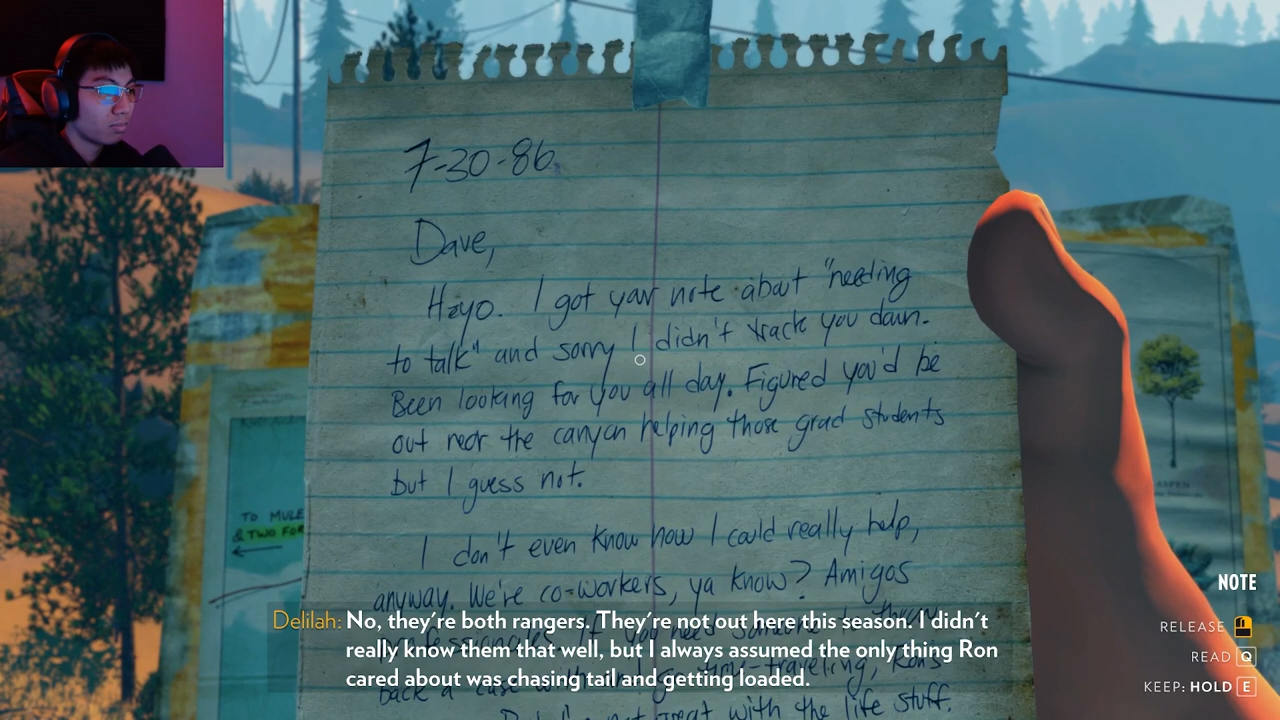 7-30-86
Dave,
Heyo. I got your note about "needing
to talk" and sorry I didn't track you down.
Been looking for you all day. Figured you'd be
out near the canyon helping those grad students
but I guess not.
I don't even know how I could really help,
anyway. We're co-workers, ya know? Amigos
Delilah: No, they're both rangers. They're not out here this season. I didn't
really know them that well, but I always assumed the only thing Ron
cared about was chasing tail and getting loaded.
with the life stuff.
TO MULE
& TWO FOR
ASPEN
NOTE
RELEASE
READ Q
KEEP: HOLD E